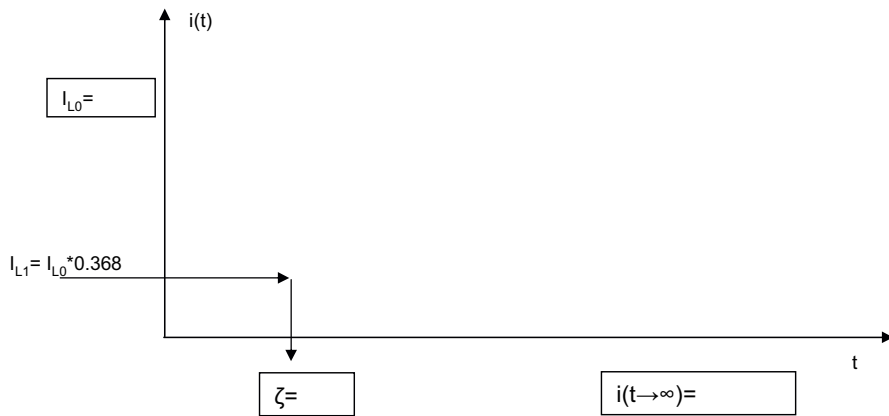 i(t)
I_L0=
I_L1= I_L0*0.368
t
ζ=
i(t→∞)=